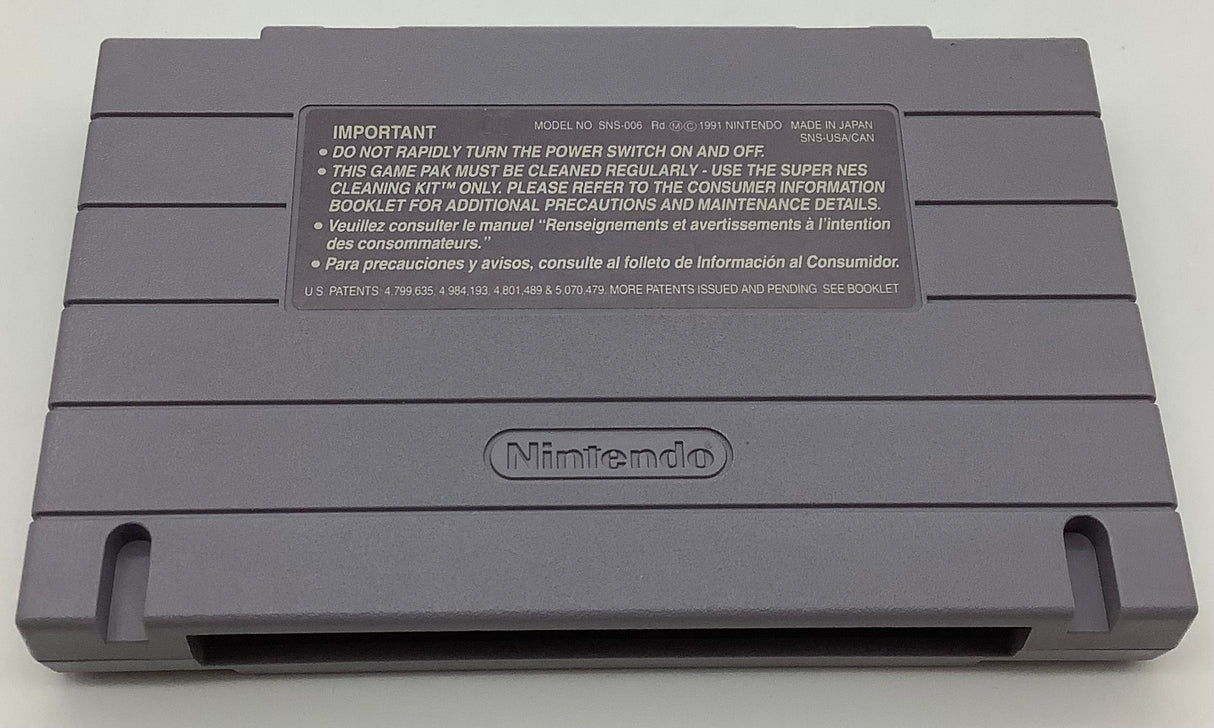 IMPORTANT MODEL NO SNS-006 Rd Ⓜ© 1991 NINTENDO MADE IN JAPAN
SNS-USA/CAN
• DO NOT RAPIDLY TURN THE POWER SWITCH ON AND OFF.
• THIS GAME PAK MUST BE CLEANED REGULARLY - USE THE SUPER NES
CLEANING KIT™ ONLY. PLEASE REFER TO THE CONSUMER INFORMATION
BOOKLET FOR ADDITIONAL PRECAUTIONS AND MAINTENANCE DETAILS.
• Veuillez consulter le manuel “Renseignements et avertissements à l'intention
des consommateurs.”
• Para precauciones y avisos, consulte al folleto de Información al Consumidor.
U.S. PATENTS 4,799,635, 4,984,193, 4,801,489 & 5,070,479, MORE PATENTS ISSUED AND PENDING SEE BOOKLET
Nintendo®